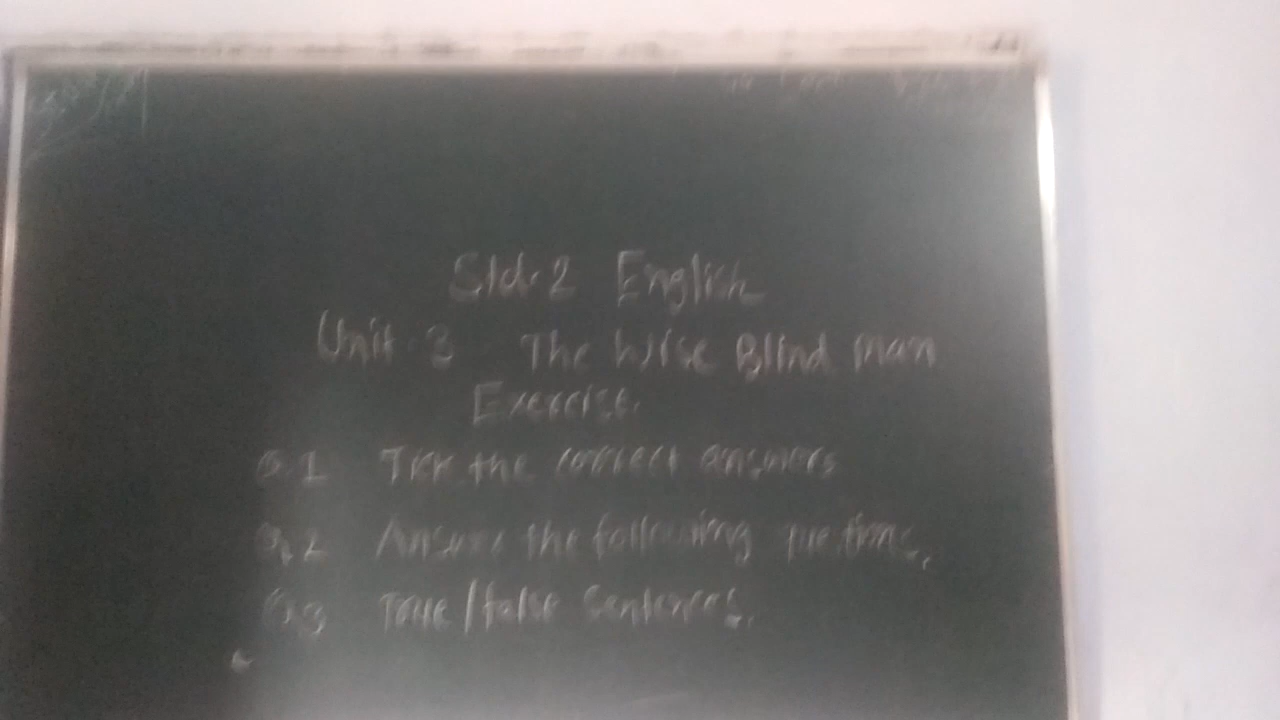 Std. 2 English
Unit. 3 The Wise Blind Man
Exercise.
Q.1 Tick the correct answers
Q.2 Answer the following questions.
Q.3 True/false Sentences.